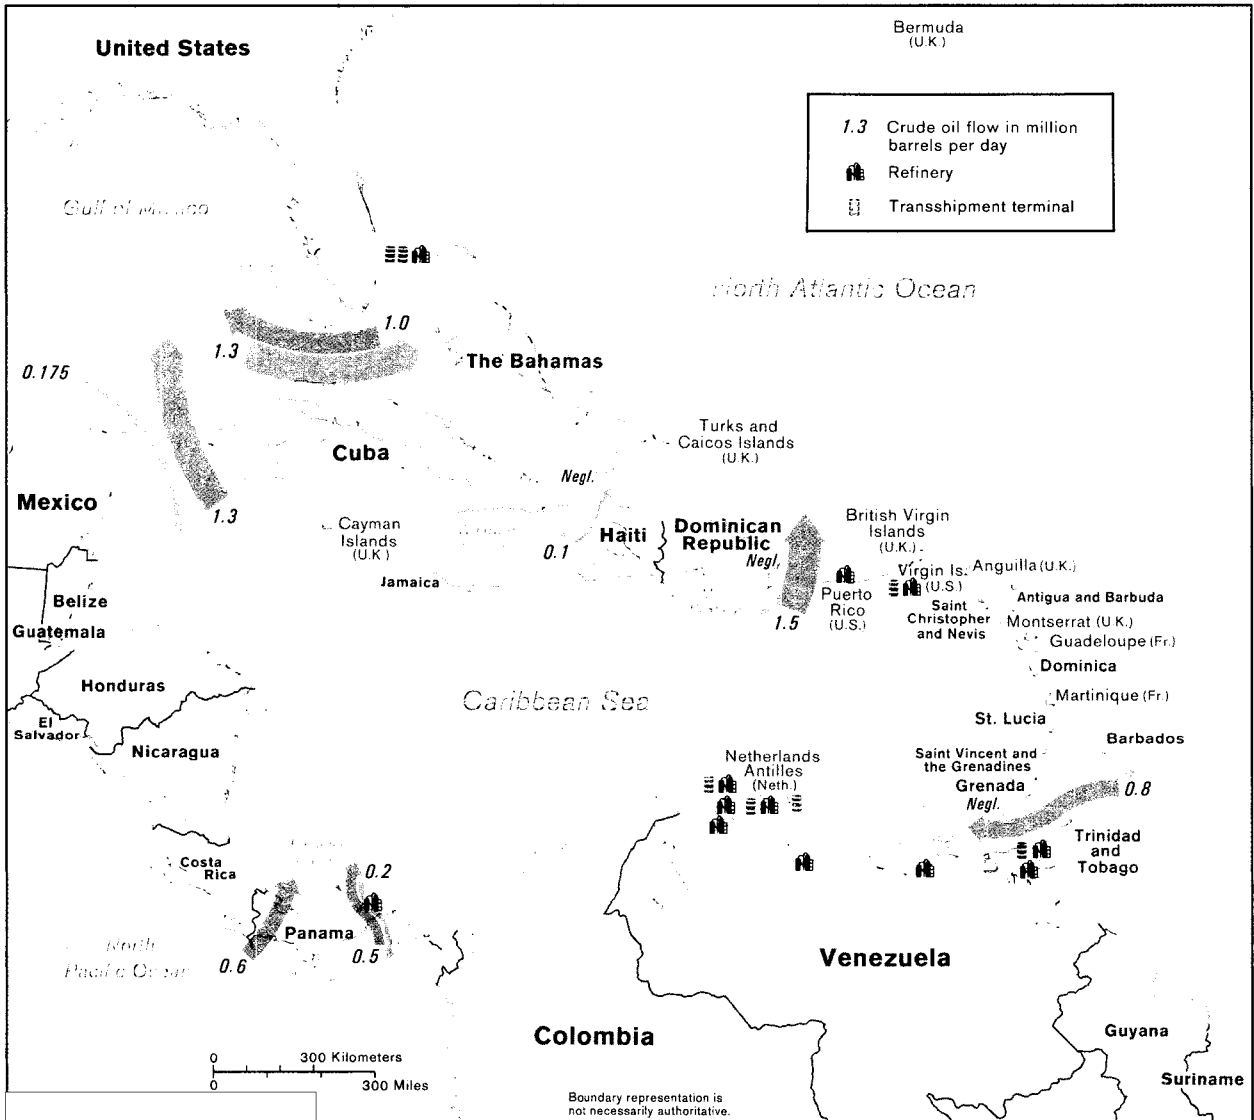 United States
Bermuda
(U.K.)
1.3 Crude oil flow in million
barrels per day
Refinery
Transshipment terminal
Gulf of Mexico
North Atlantic Ocean
1.0
1.3
0.175
The Bahamas
Turks and
Caicos Islands
(U.K.)
Cuba
Negl.
Mexico
1.3
Cayman
Islands
(U.K)
0.1
Haiti
Dominican
Republic
Negl.
British Virgin
Islands
(U.K.)
Jamaica
Virgin Is.
(U.S.)
Anguilla (U.K.)
Belize
Puerto
Rico
(U.S.)
Saint
Christopher
and Nevis
Antigua and Barbuda
1.5
Guatemala
Montserrat (U.K.)
Guadeloupe (Fr.)
Dominica
Honduras
Caribbean Sea
Martinique (Fr.)
El
Salvador
St. Lucia
Nicaragua
Barbados
Netherlands
Antilles
(Neth.)
Saint Vincent and
the Grenadines
Grenada
Negl.
0.8
Trinidad
and
Tobago
Costa
Rica
0.2
Panama
North
Pacific Ocean
0.6
0.5
Venezuela
Colombia
Guyana
Suriname
0 300 Kilometers
0 300 Miles
Boundary representation is
not necessarily authoritative.